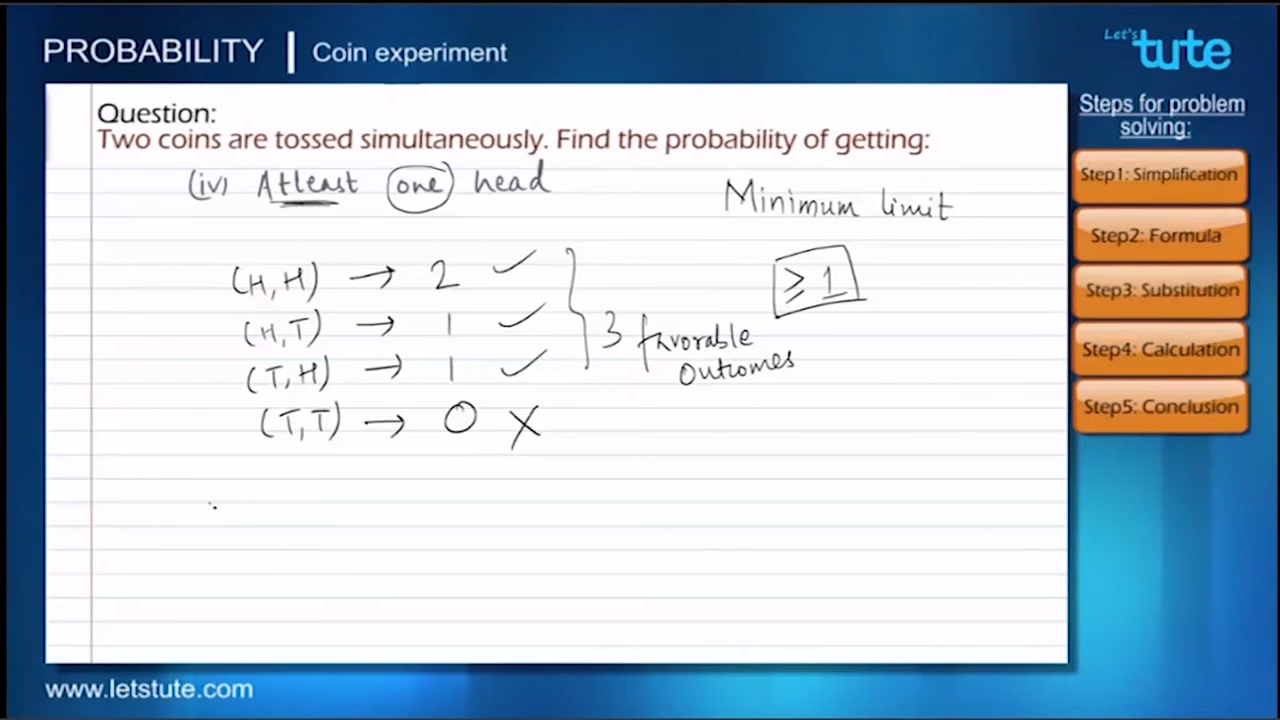 PROBABILITY | Coin experiment
Let's tute
Question:
Two coins are tossed simultaneously. Find the probability of getting:
(iv) Atleast one head
Minimum limit
≥ 1
(H,H) → 2 ✓
(H,T) → 1 ✓
(T,H) → 1 ✓
(T,T) → 0 X
3 favorable
Outcomes
Steps for problem
solving:
Step1: Simplification
Step2: Formula
Step3: Substitution
Step4: Calculation
Step5: Conclusion
www.letstute.com